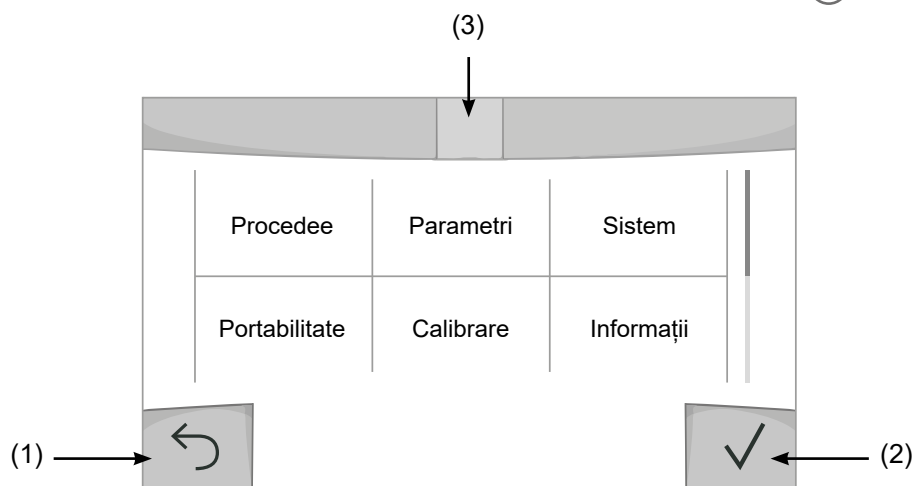 (3)
Procedee Parametri Sistem
Portabilitate Calibrare Informații
(1) (2)